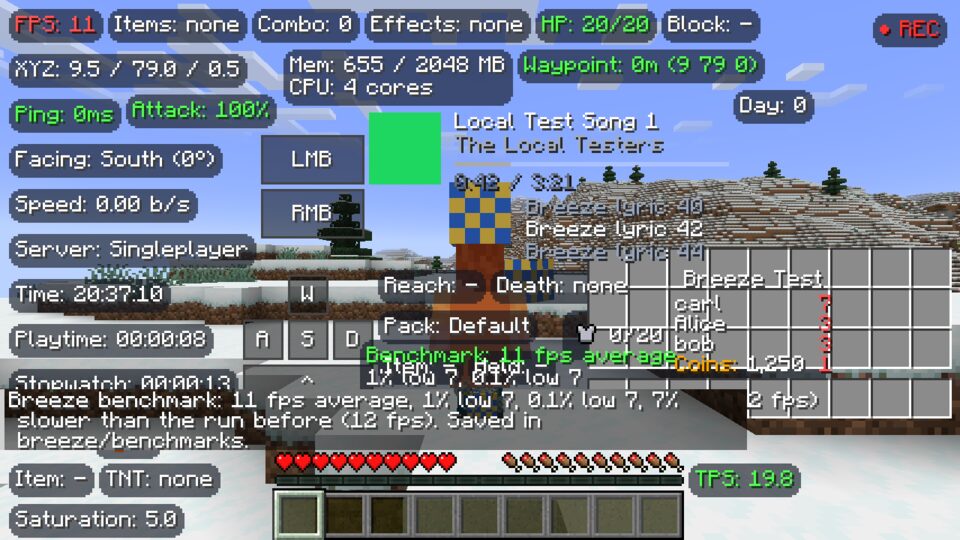 FPS: 11
Items: none
Combo: 0
Effects: none
HP: 20/20
Block: -
REC
XYZ: 9.5 / 79.0 / 0.5
Mem: 655 / 2048 MB
CPU: 4 cores
Waypoint: 0m (9 79 0)
Ping: 0ms
Attack: 100%
Day: 0
Local Test Song 1
The Local Testers
0:42 / 3:21
Facing: South (0°)
LMB
RMB
Speed: 0.00 b/s
Breeze lyric 40
Breeze lyric 42
Breeze lyric 44
Server: Singleplayer
Reach: -
Death: none
Breeze Test
Time: 20:37:10
W
carl 7
Alice 3
bob 3
Coins: 1,250 1
Pack: Default
0/20
Playtime: 00:00:08
A
S
D
Benchmark: 11 fps average
1% low 7, 0.1% low 7
Stopwatch: 00:00:13
2 fps)
Breeze benchmark: 11 fps average, 1% low 7, 0.1% low 7, 7%
slower than the run before (12 fps). Saved in
breeze/benchmarks.
Item: -
TNT: none
TPS: 19.8
Saturation: 5.0